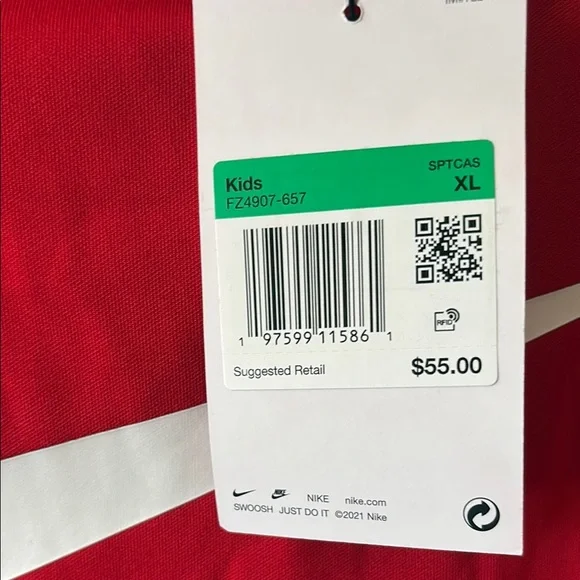 SPTCAS
Kids XL
FZ4907-657
RFID
1 97599 11586 1
Suggested Retail $55.00
NIKE nike.com
SWOOSH JUST DO IT ©2021 Nike